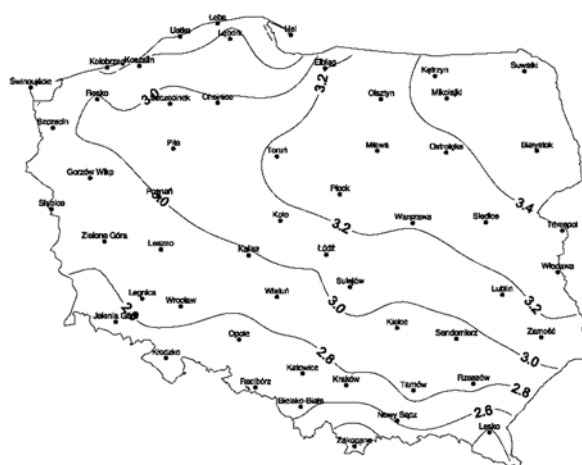 Łeba
Ustka
Lębork
Hel
Kołobrzeg
Koszalin
Elbląg
3.2
Kętrzyn
Suwałki
Świnoujście
Resko
3.0
Szczecinek
Chojnice
Olsztyn
Mikołajki
Szczecin
Piła
Toruń
Mława
Ostrołęka
Białystok
Gorzów Wlkp
Poznań
3.0
Płock
3.4
Słubice
Koło
3.2
Warszawa
Siedlce
Terespol
Zielona Góra
Leszno
Kalisz
Łódź
Włodawa
Legnica
Wrocław
Wieluń
Sulejów
Lublin
3.2
3.0
Jelenia Góra
Opole
Kielce
Sandomierz
Zamość
Kłodzko
2.8
3.0
Katowice
Racibórz
Kraków
Tarnów
Rzeszów
2.8
Bielsko-Biała
Nowy Sącz
2.6
Lesko
Zakopane